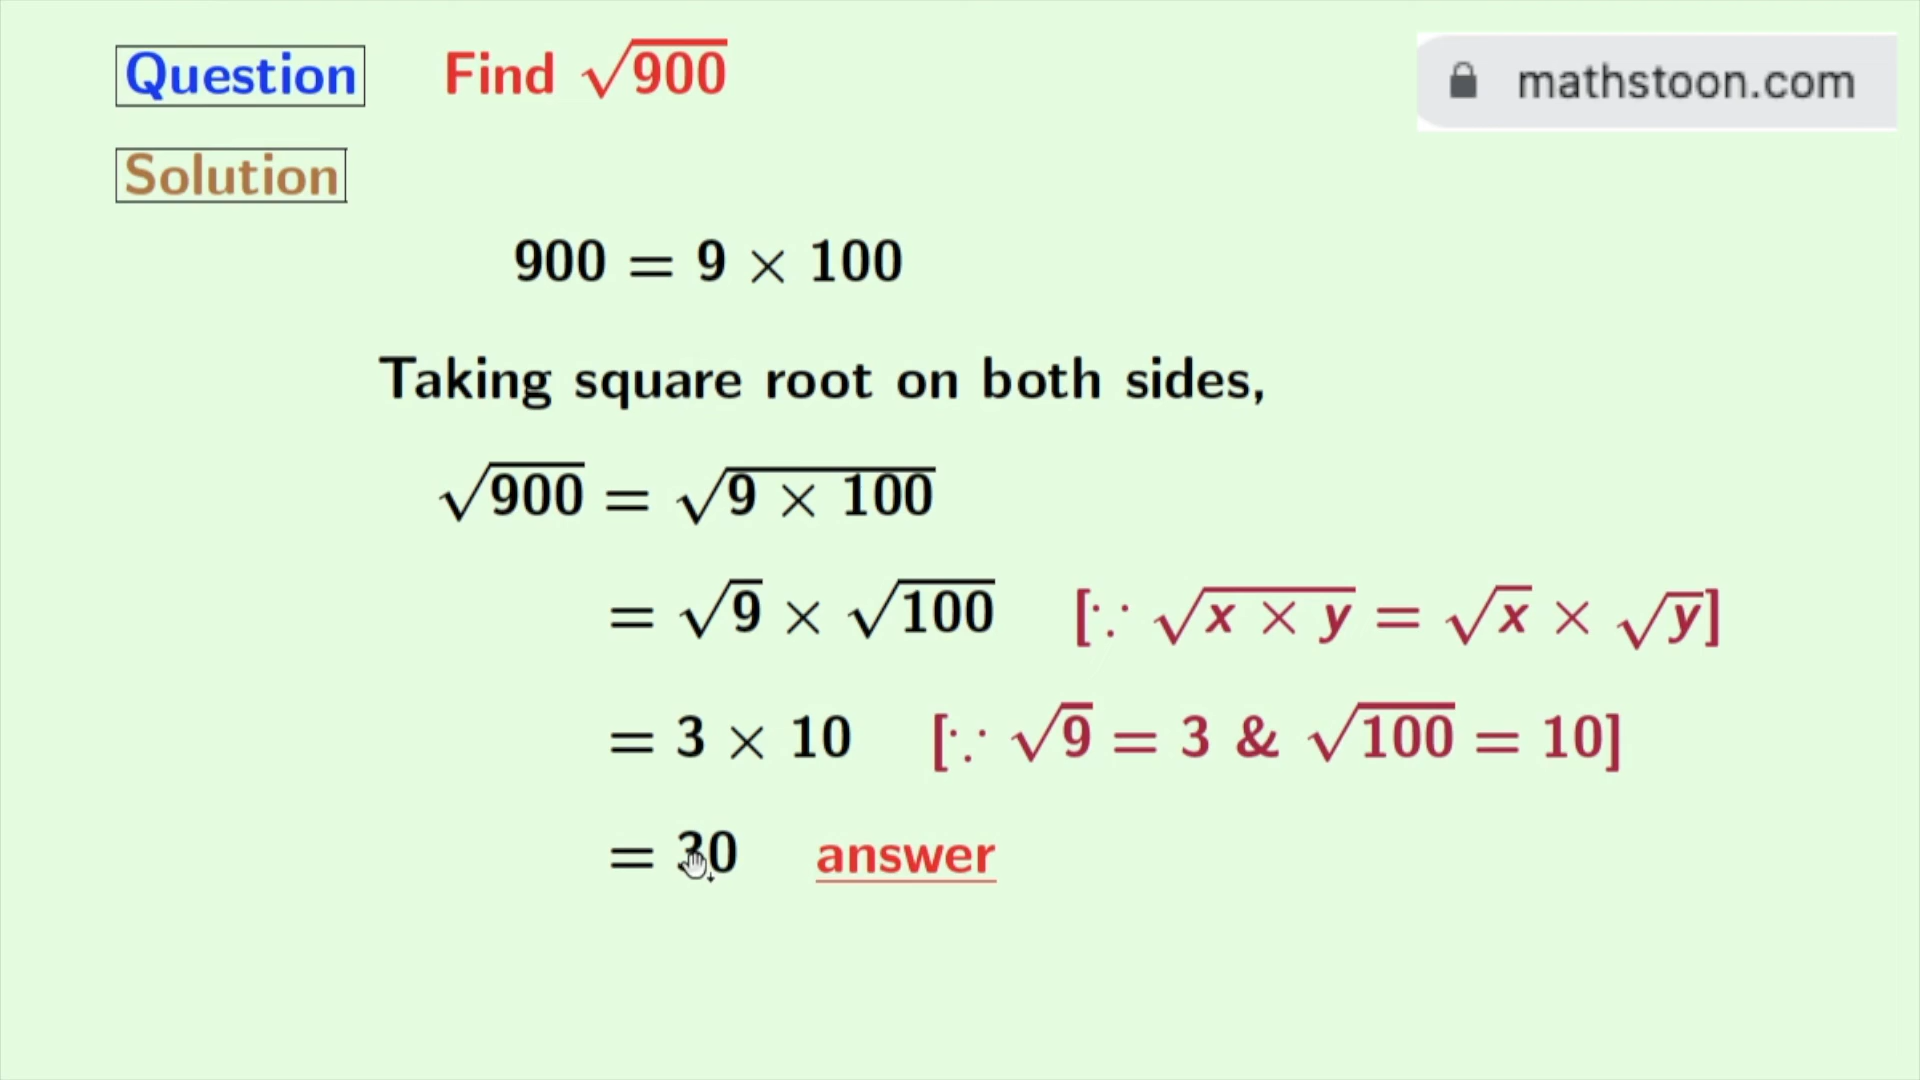 Question Find √900 mathstoon.com
Solution
900 = 9 × 100
Taking square root on both sides,
√900 = √9 × 100
= √9 × √100 [∵ √x × y = √x × √y]
= 3 × 10 [∵ √9 = 3 & √100 = 10]
= 30 answer